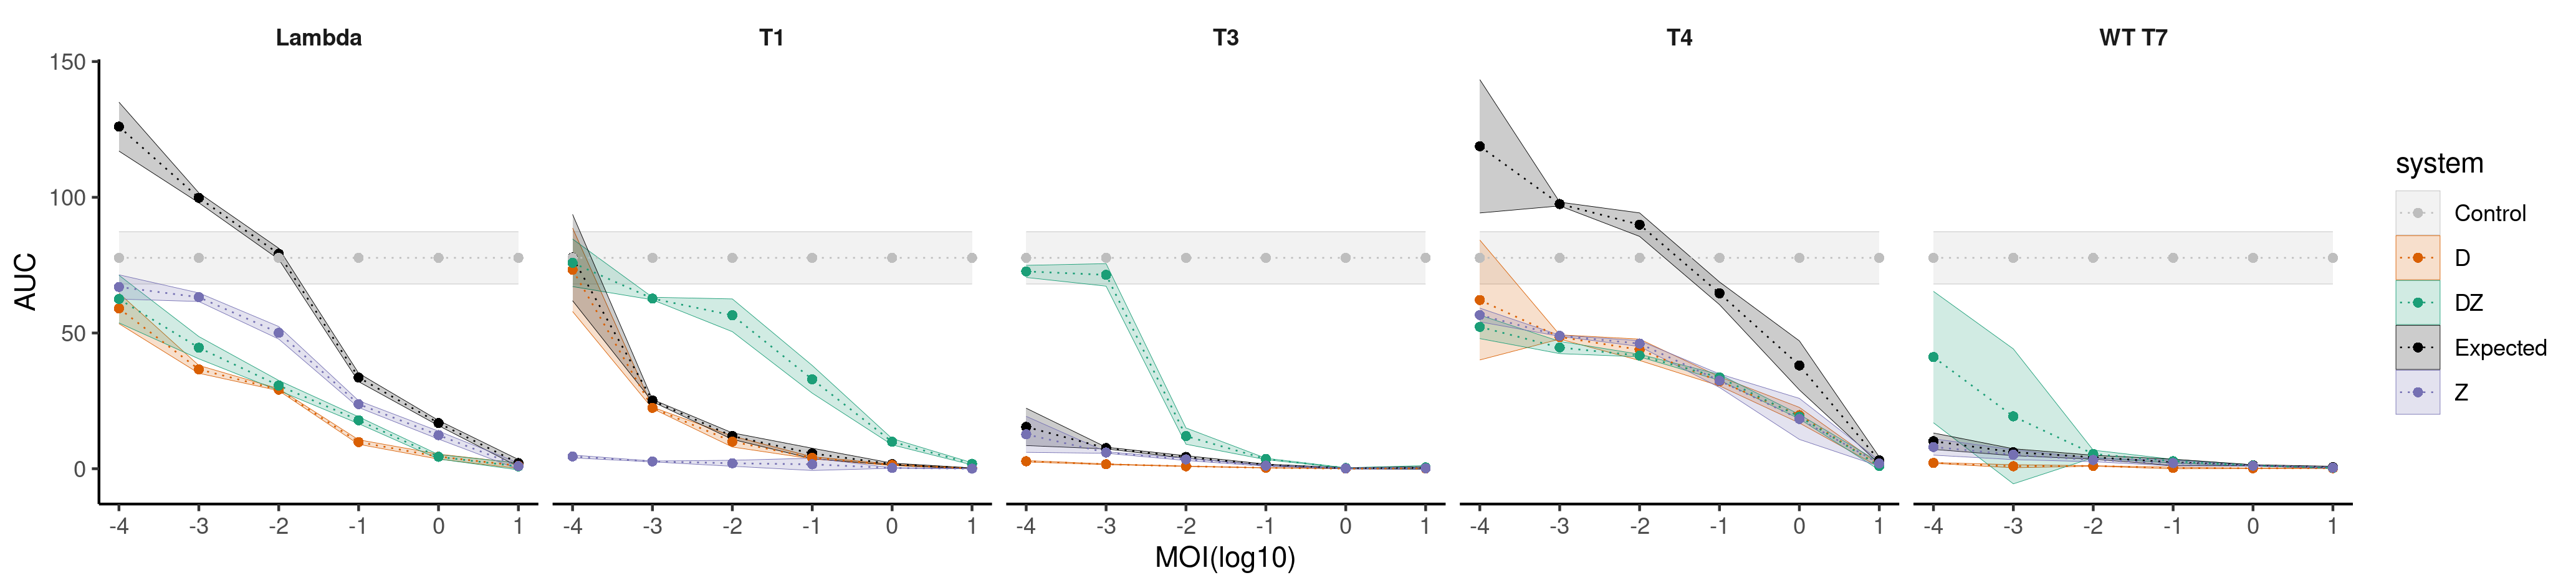 Lambda T1 T3 T4 WT T7
AUC
150
100
50
0
-4 -3 -2 -1 0 1 -4 -3 -2 -1 0 1 -4 -3 -2 -1 0 1 -4 -3 -2 -1 0 1 -4 -3 -2 -1 0 1
MOI(log10)
system
Control
D
DZ
Expected
Z